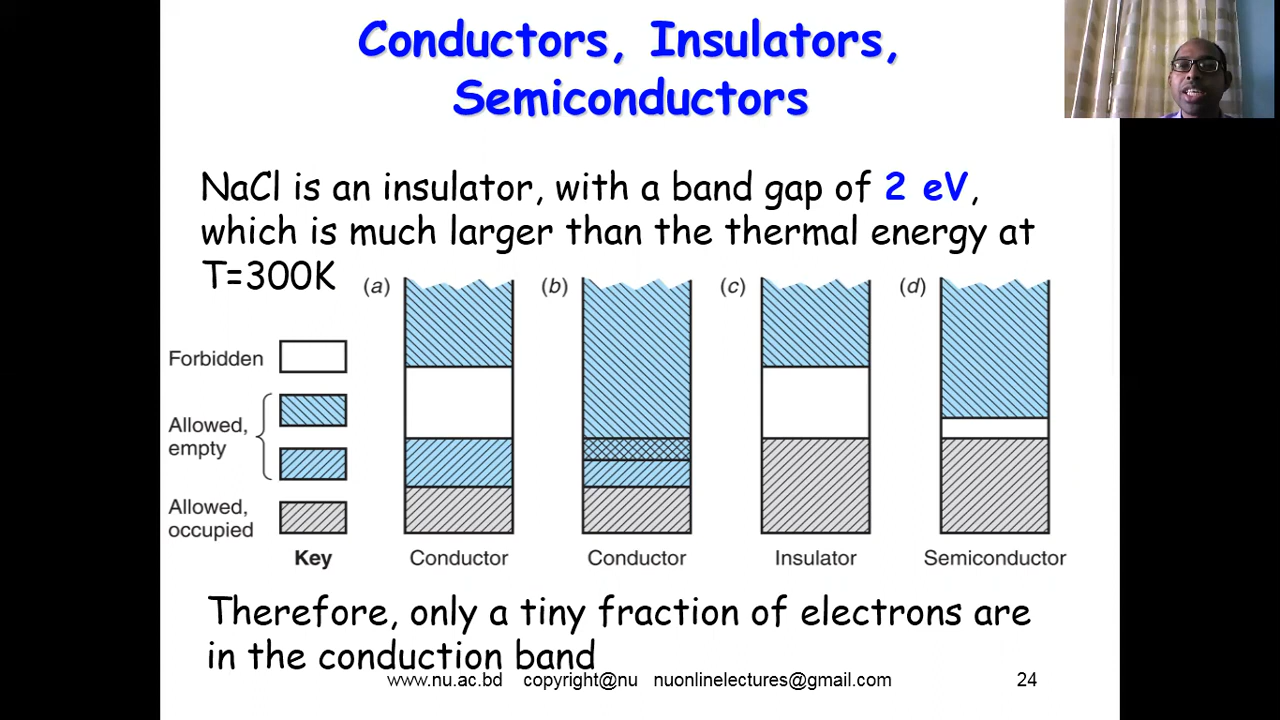 Conductors, Insulators,
Semiconductors
NaCl is an insulator, with a band gap of 2 eV,
which is much larger than the thermal energy at
T=300K
(a)
(b)
(c)
(d)
Forbidden
Allowed,
empty
Allowed,
occupied
Key
Conductor
Conductor
Insulator
Semiconductor
Therefore, only a tiny fraction of electrons are
in the conduction band
www.nu.ac.bd copyright@nu nuonlinelectures@gmail.com 24